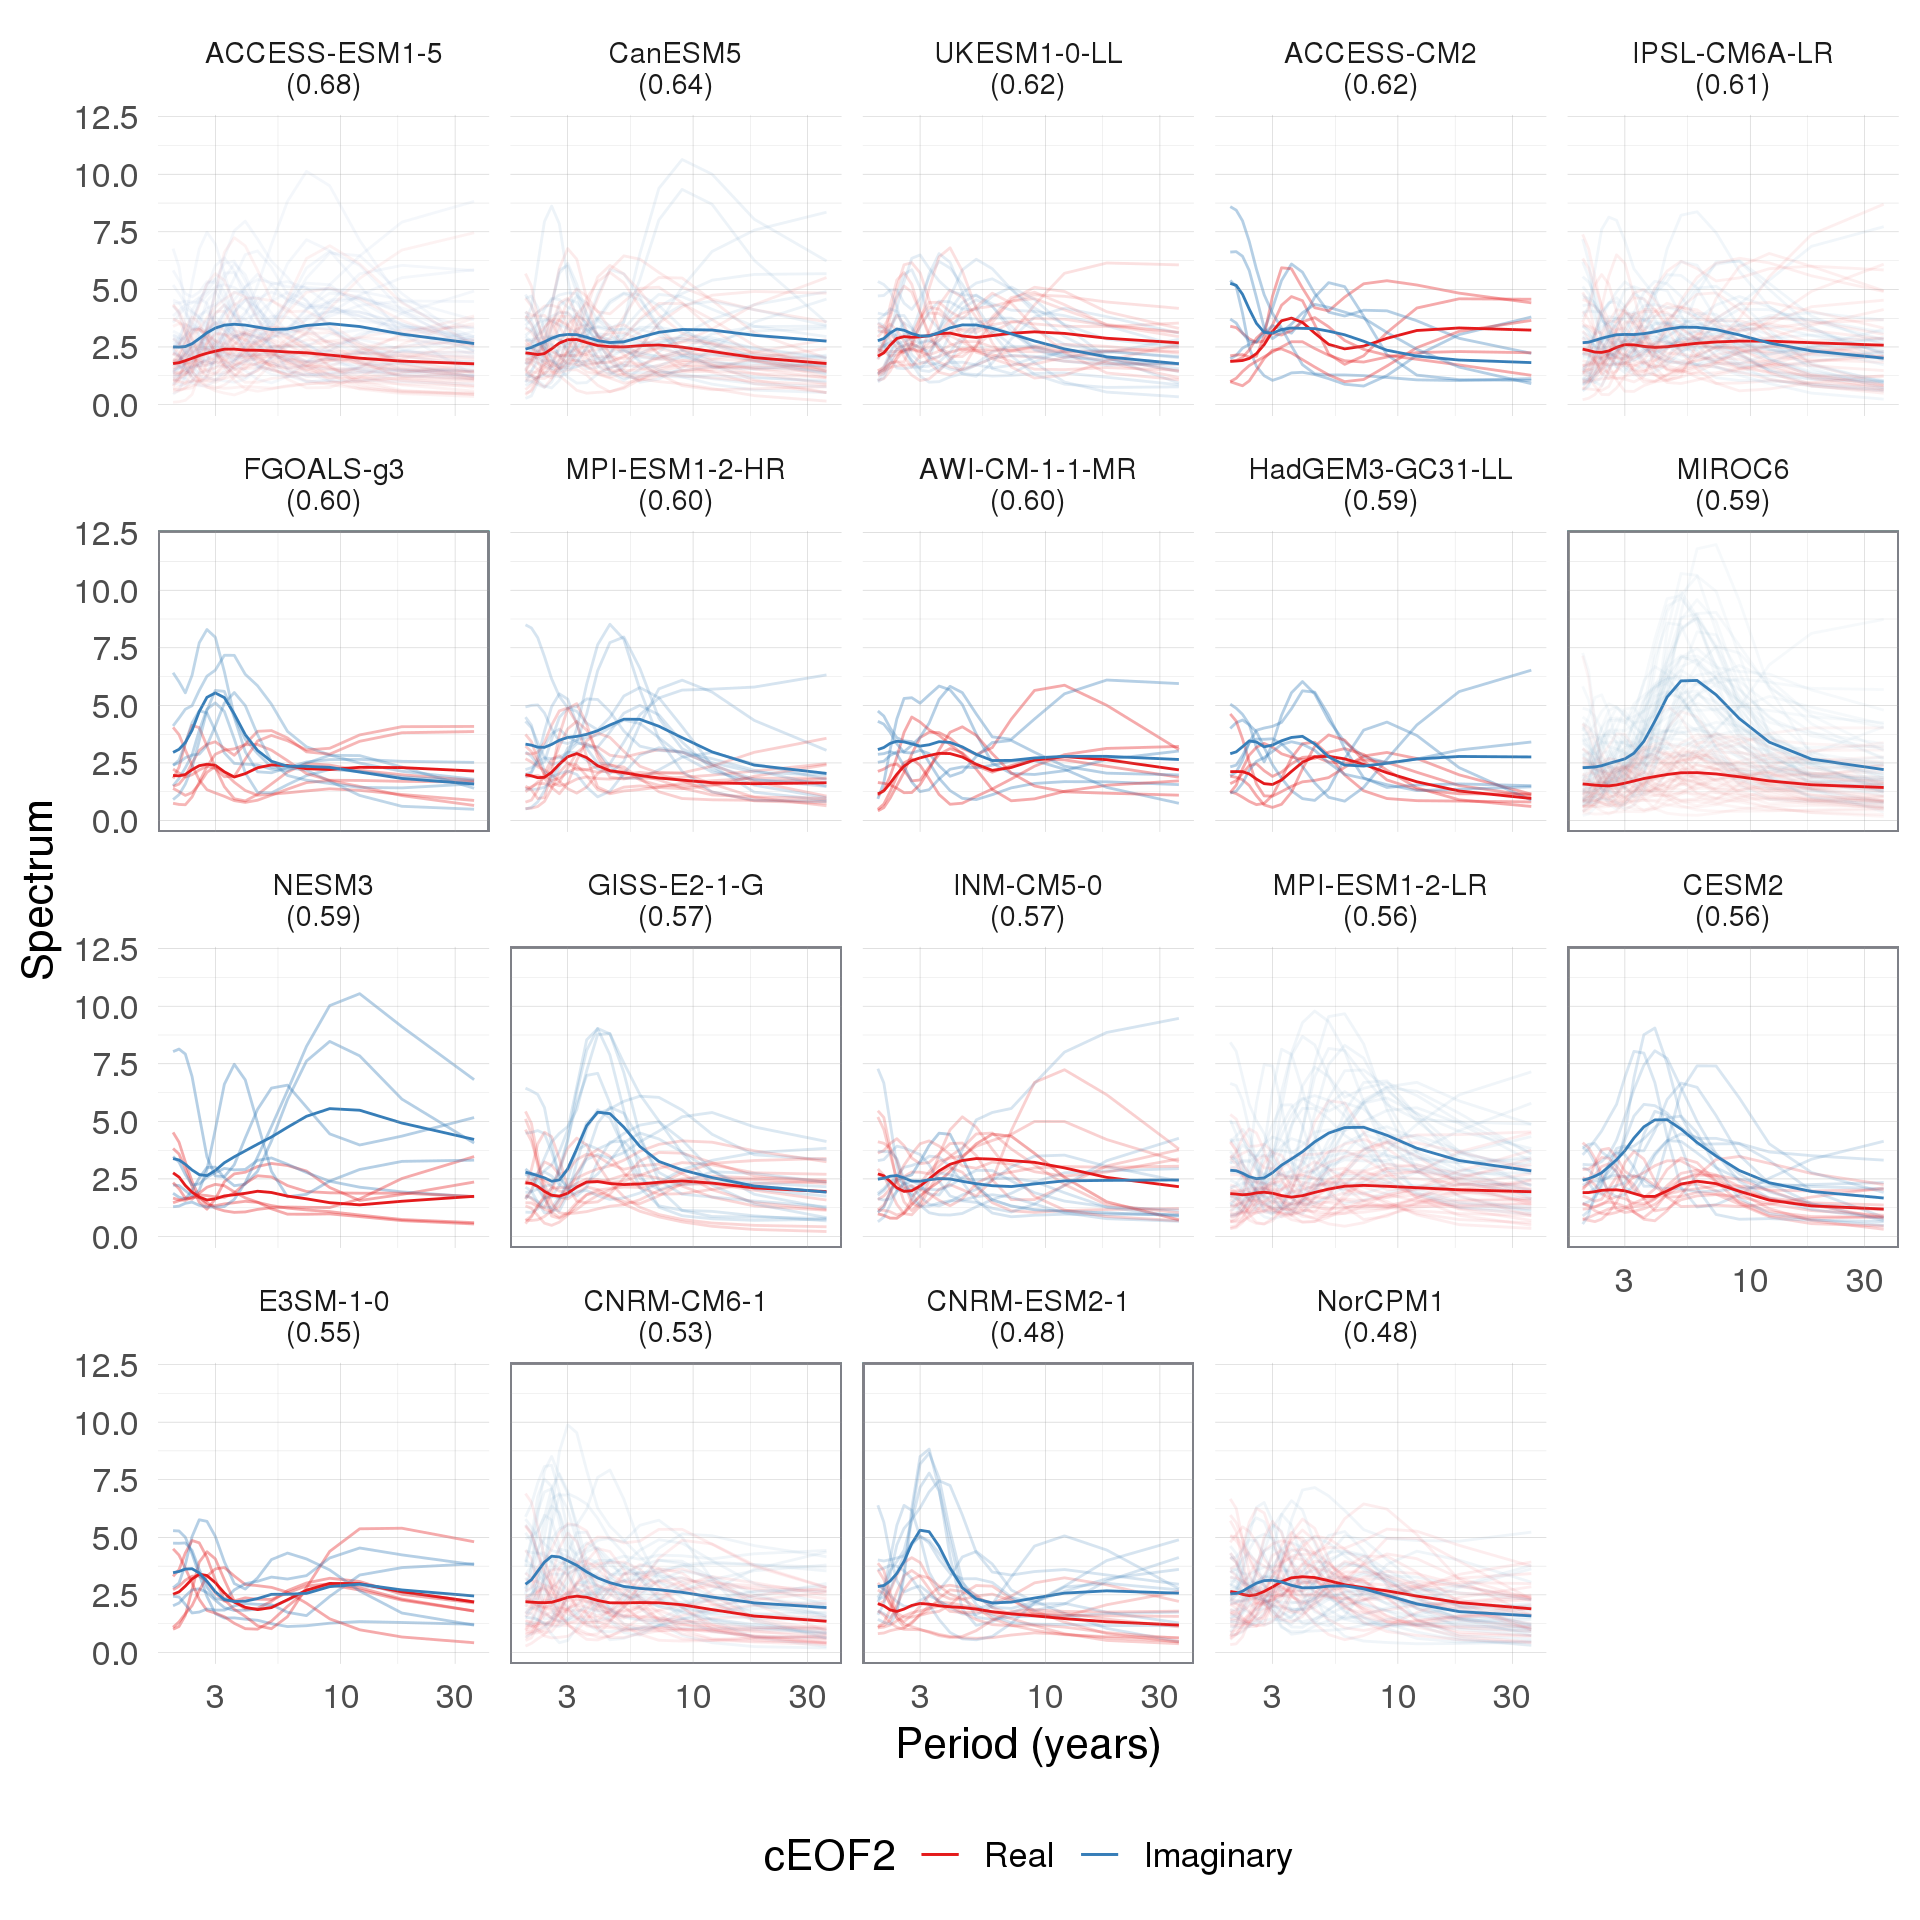 ACCESS-ESM1-5 CanESM5 UKESM1-0-LL ACCESS-CM2 IPSL-CM6A-LR
(0.68) (0.64) (0.62) (0.62) (0.61)
12.5
10.0
7.5
5.0
2.5
0.0
FGOALS-g3 MPI-ESM1-2-HR AWI-CM-1-1-MR HadGEM3-GC31-LL MIROC6
(0.60) (0.60) (0.60) (0.59) (0.59)
12.5
10.0
7.5
5.0
2.5
0.0
Spectrum
NESM3 GISS-E2-1-G INM-CM5-0 MPI-ESM1-2-LR CESM2
(0.59) (0.57) (0.57) (0.56) (0.56)
12.5
10.0
7.5
5.0
2.5
0.0
3 10 30
E3SM-1-0 CNRM-CM6-1 CNRM-ESM2-1 NorCPM1
(0.55) (0.53) (0.48) (0.48)
12.5
10.0
7.5
5.0
2.5
0.0
3 10 30 3 10 30 3 10 30 3 10 30
Period (years)
cEOF2 Real Imaginary